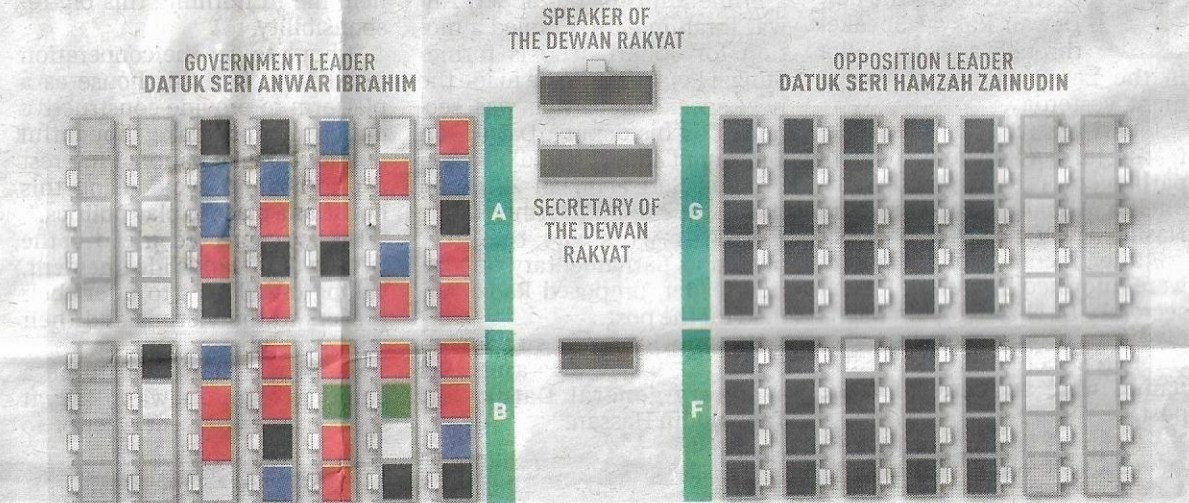 SPEAKER OF
THE DEWAN RAKYAT
GOVERNMENT LEADER
DATUK SERI ANWAR IBRAHIM
OPPOSITION LEADER
DATUK SERI HAMZAH ZAINUDIN
A
G
SECRETARY OF
THE DEWAN
RAKYAT
B
F